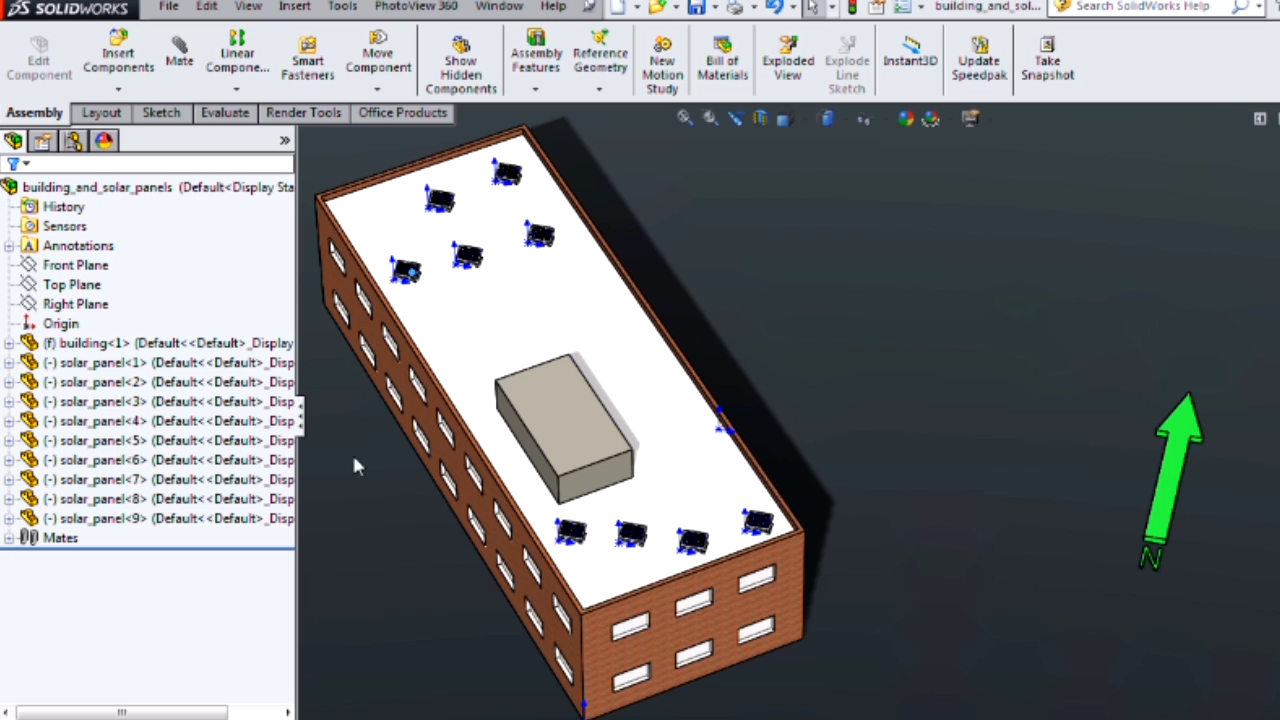 SOLIDWORKS File Edit View Insert Tools PhotoView 360 Window Help building_and_sol... Search SolidWorks Help
Edit Component
Insert Components
Mate
Linear Compone...
Smart Fasteners
Move Component
Show Hidden Components
Assembly Features
Reference Geometry
New Motion Study
Bill of Materials
Exploded View
Explode Line Sketch
Instant3D
Update Speedpak
Take Snapshot
Assembly Layout Sketch Evaluate Render Tools Office Products
building_and_solar_panels (Default<Display Sta
History
Sensors
Annotations
Front Plane
Top Plane
Right Plane
Origin
(f) building<1> (Default<<Default>_Display
(-) solar_panel<1> (Default<<Default>_Disp
(-) solar_panel<2> (Default<<Default>_Disp
(-) solar_panel<3> (Default<<Default>_Disp
(-) solar_panel<4> (Default<<Default>_Disp
(-) solar_panel<5> (Default<<Default>_Disp
(-) solar_panel<6> (Default<<Default>_Disp
(-) solar_panel<7> (Default<<Default>_Disp
(-) solar_panel<8> (Default<<Default>_Disp
(-) solar_panel<9> (Default<<Default>_Disp
Mates
N